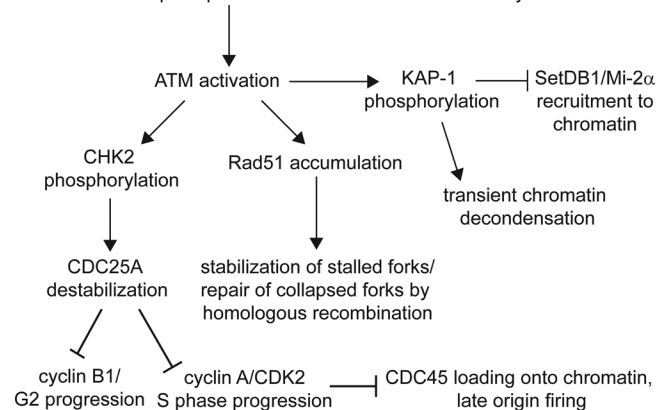 ATM activation
KAP-1
phosphorylation
SetDB1/Mi-2α
recruitment to
chromatin
CHK2
phosphorylation
Rad51 accumulation
transient chromatin
decondensation
CDC25A
destabilization
stabilization of stalled forks/
repair of collapsed forks by
homologous recombination
cyclin B1/
G2 progression
cyclin A/CDK2
S phase progression
CDC45 loading onto chromatin,
late origin firing